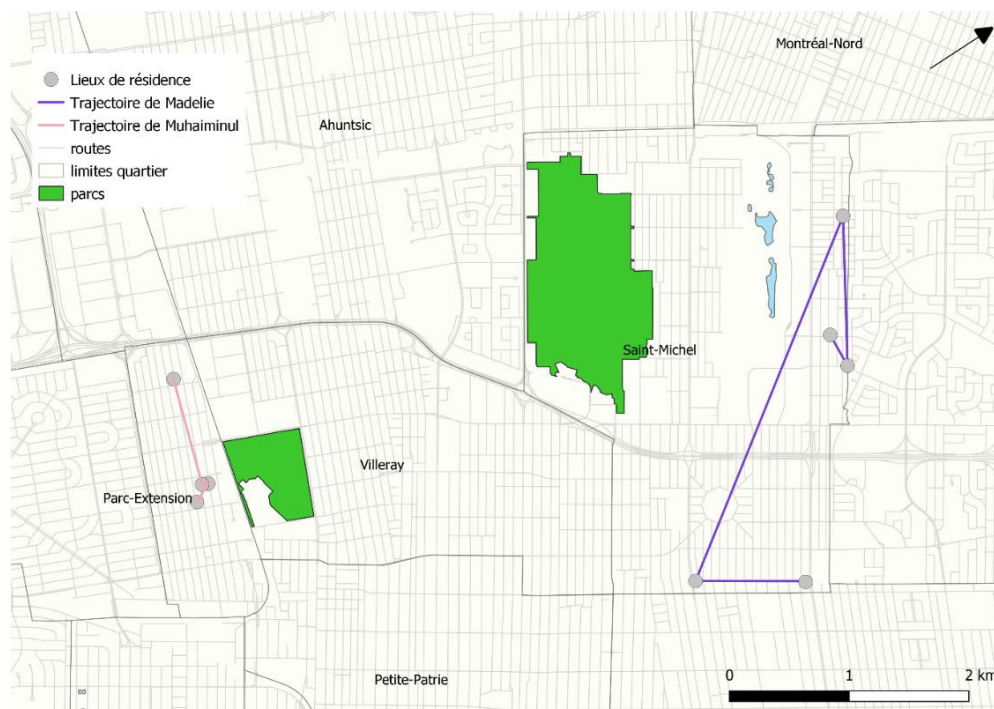 Montréal-Nord
Lieux de résidence
Trajectoire de Madelie
Trajectoire de Muhaiminul
routes
limites quartier
parcs
Ahuntsic
Saint-Michel
Villeray
Parc-Extension
Petite-Patrie
0 1 2 km